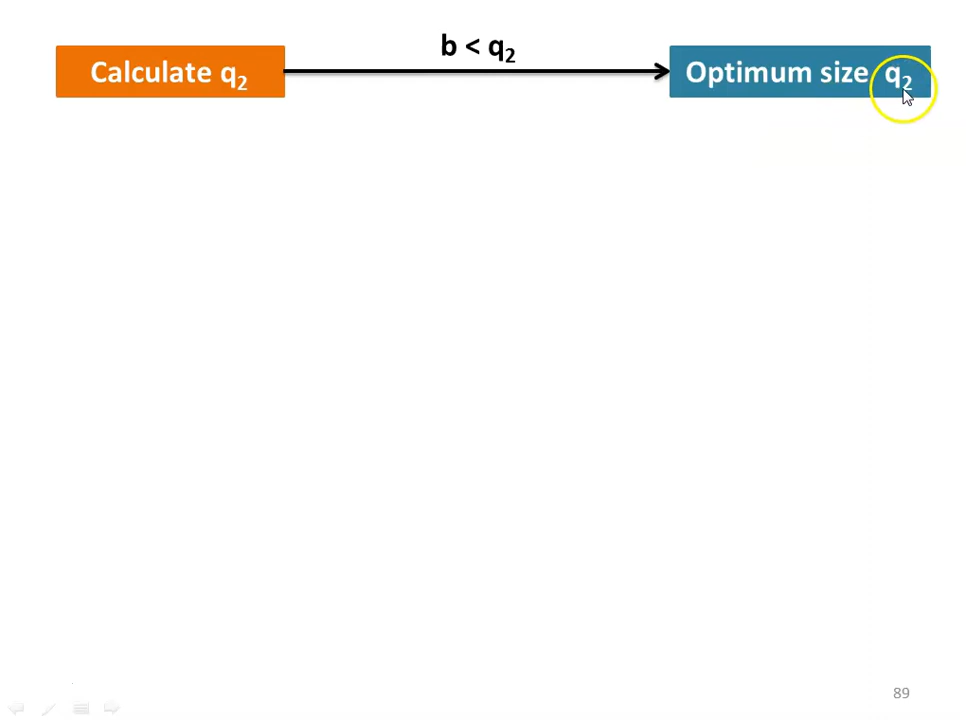 b < q₂
Calculate q₂
Optimum size q₂
89